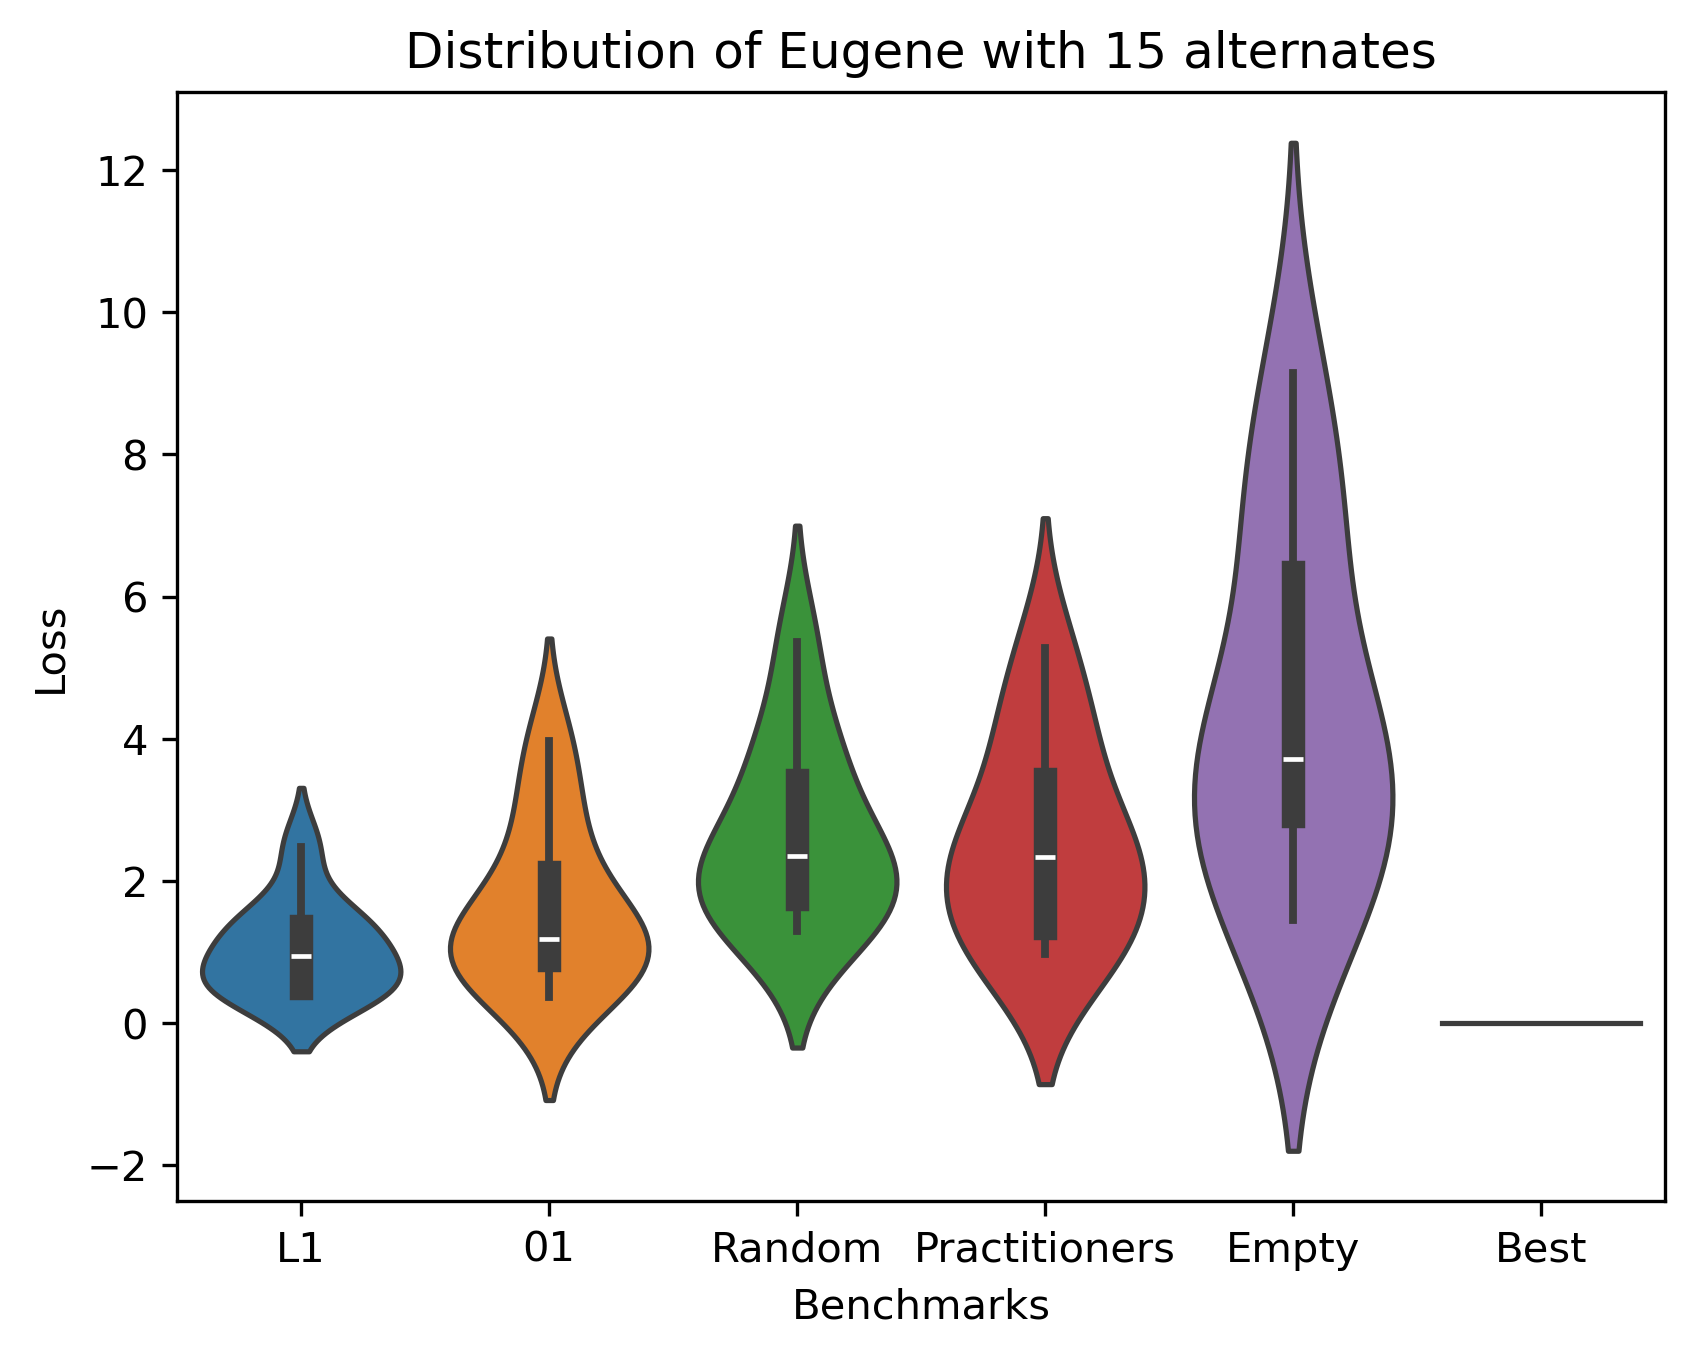 Distribution of Eugene with 15 alternates
12
10
8
6
4
2
0
−2
Loss
L1 01 Random Practitioners Empty Best
Benchmarks